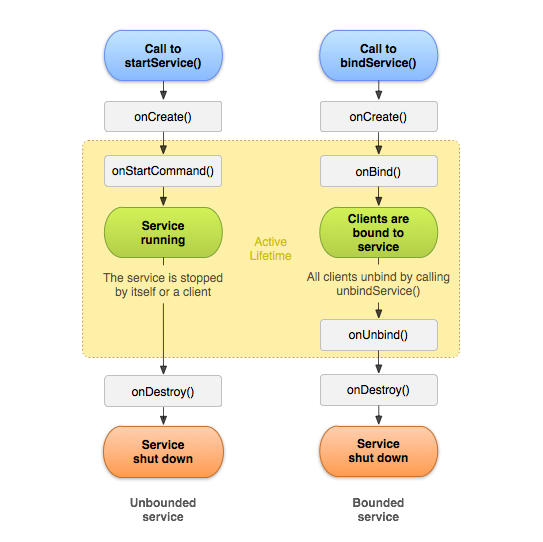 Call to
startService()
onCreate()
onStartCommand()
Service
running
The service is stopped
by itself or a client
onDestroy()
Service
shut down
Unbounded
service
Active
Lifetime
Call to
bindService()
onCreate()
onBind()
Clients are
bound to
service
All clients unbind by calling
unbindService()
onUnbind()
onDestroy()
Service
shut down
Bounded
service